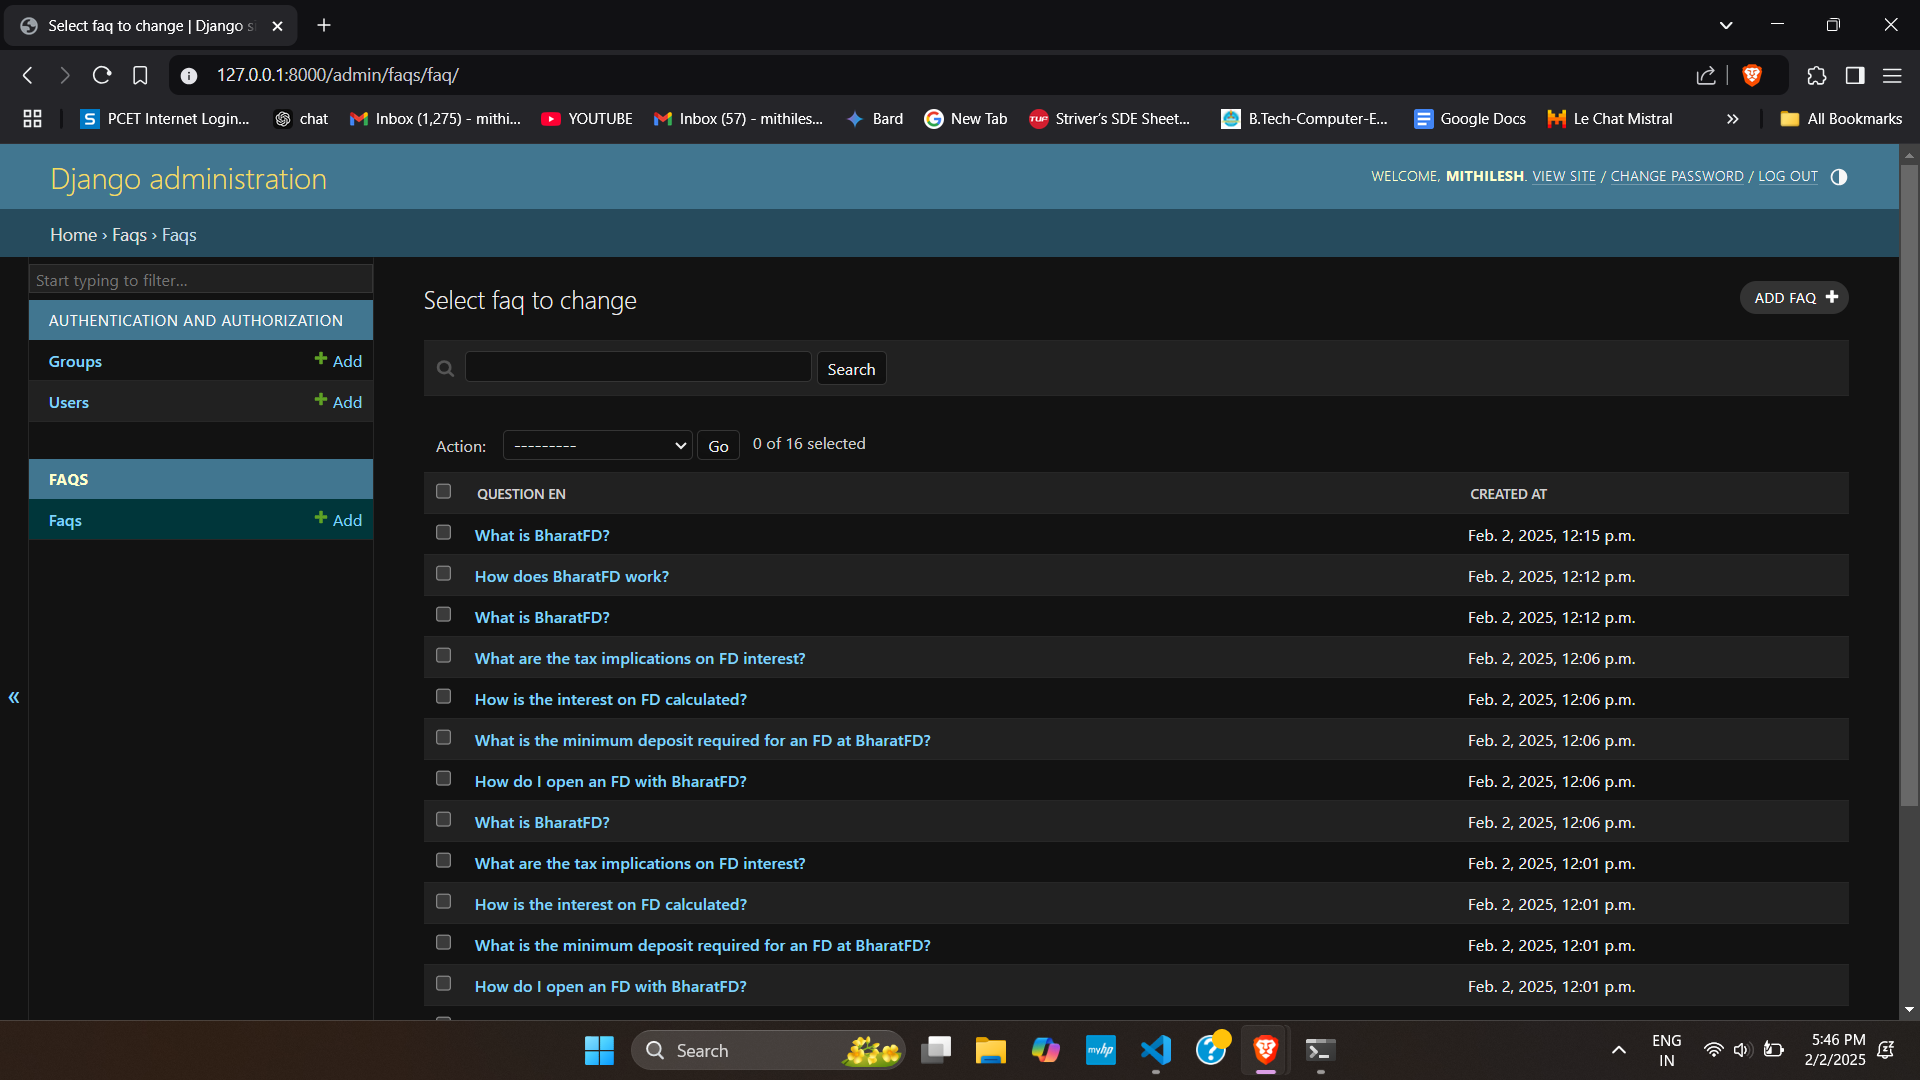 Select faq to change | Django si
127.0.0.1:8000/admin/faqs/faq/
PCET Internet Login... chat Inbox (1,275) - mithi... YOUTUBE Inbox (57) - mithiles... Bard New Tab Striver's SDE Sheet... B.Tech-Computer-E... Google Docs Le Chat Mistral » All Bookmarks
Django administration
WELCOME, MITHILESH. VIEW SITE / CHANGE PASSWORD / LOG OUT
Home › Faqs › Faqs
Start typing to filter...
AUTHENTICATION AND AUTHORIZATION
Groups Add
Users Add
FAQS
Faqs Add
«
Select faq to change
ADD FAQ
Search
Action: --------- Go 0 of 16 selected
QUESTION EN CREATED AT
What is BharatFD? Feb. 2, 2025, 12:15 p.m.
How does BharatFD work? Feb. 2, 2025, 12:12 p.m.
What is BharatFD? Feb. 2, 2025, 12:12 p.m.
What are the tax implications on FD interest? Feb. 2, 2025, 12:06 p.m.
How is the interest on FD calculated? Feb. 2, 2025, 12:06 p.m.
What is the minimum deposit required for an FD at BharatFD? Feb. 2, 2025, 12:06 p.m.
How do I open an FD with BharatFD? Feb. 2, 2025, 12:06 p.m.
What is BharatFD? Feb. 2, 2025, 12:06 p.m.
What are the tax implications on FD interest? Feb. 2, 2025, 12:01 p.m.
How is the interest on FD calculated? Feb. 2, 2025, 12:01 p.m.
What is the minimum deposit required for an FD at BharatFD? Feb. 2, 2025, 12:01 p.m.
How do I open an FD with BharatFD? Feb. 2, 2025, 12:01 p.m.
Search
myhp
ENG
IN
5:46 PM
2/2/2025